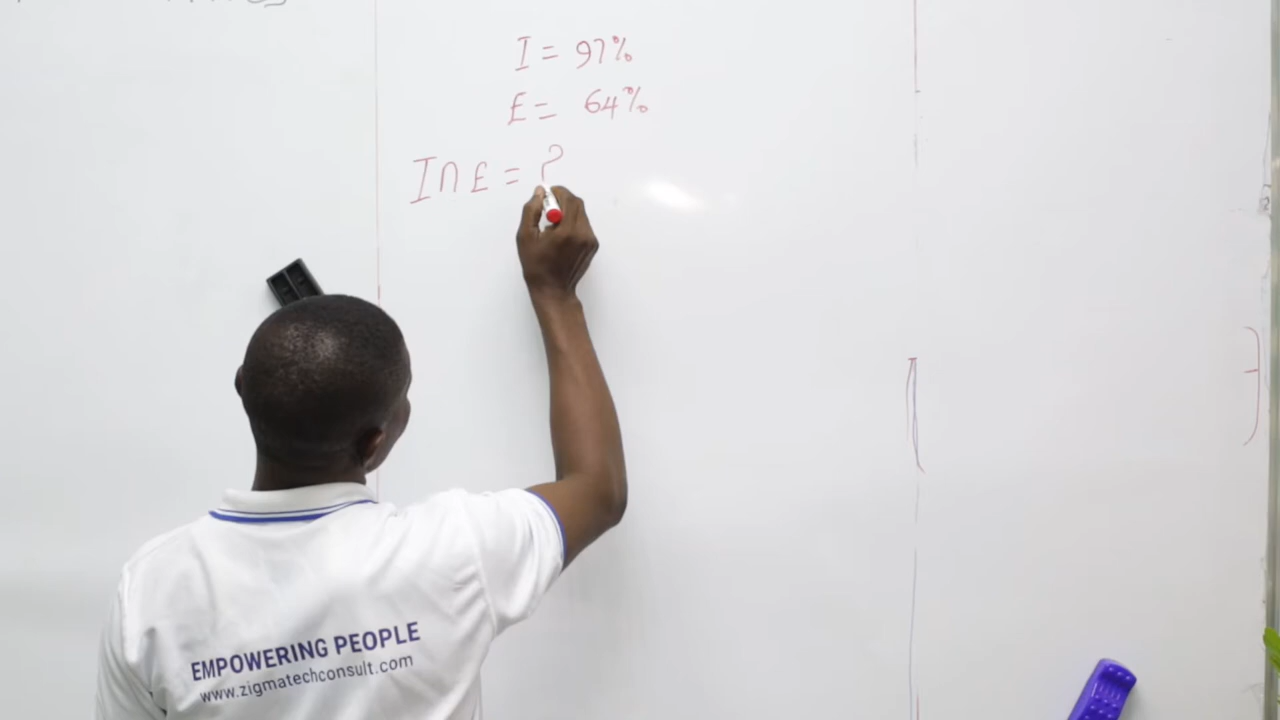 I = 97%
E = 64%
I ∩ E = ?
EMPOWERING PEOPLE
www.zigmatechconsult.com